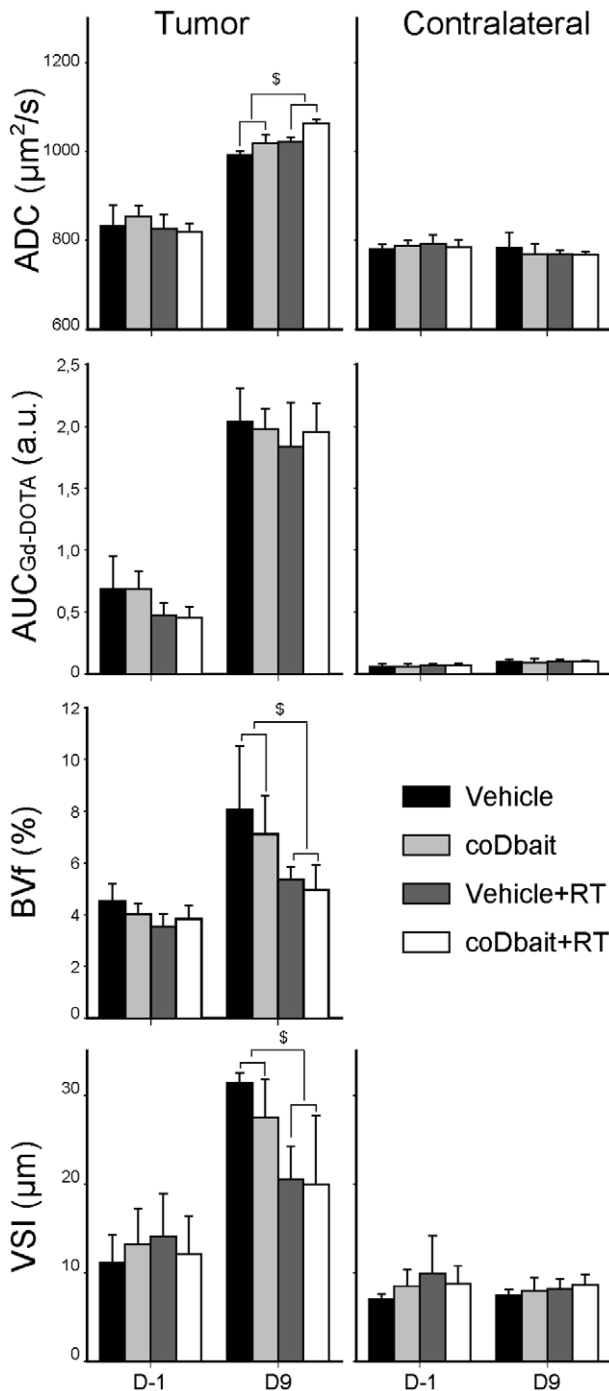 Tumor
Contralateral
ADC (µm²/s)
1200
1000
800
600
$
AUCGd-DOTA (a.u.)
2,5
2,0
1,5
1,0
0,5
0
BVf (%)
12
10
8
6
4
2
0
$
Vehicle
coDbait
Vehicle+RT
coDbait+RT
VSI (µm)
30
20
10
0
$
D-1
D9
D-1
D9